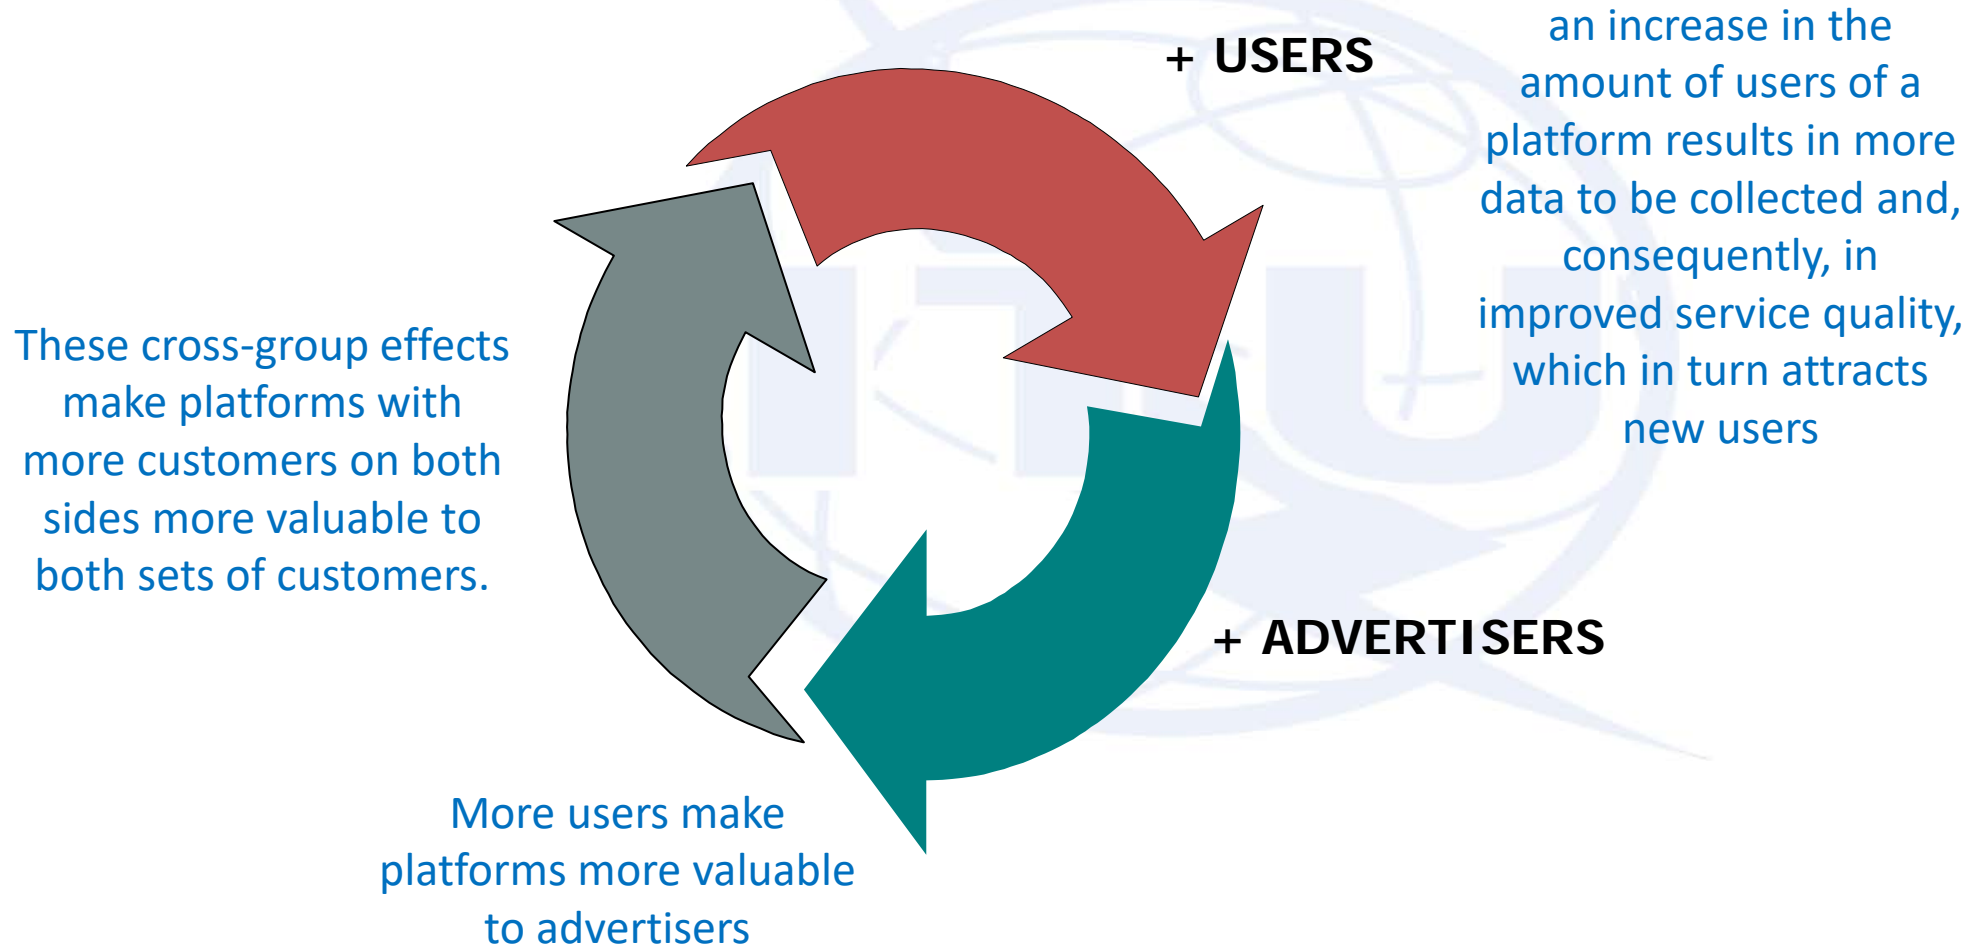 + USERS
an increase in the
amount of users of a
platform results in more
data to be collected and,
consequently, in
improved service quality,
which in turn attracts
new users
These cross-group effects
make platforms with
more customers on both
sides more valuable to
both sets of customers.
+ ADVERTISERS
More users make
platforms more valuable
to advertisers
ITU